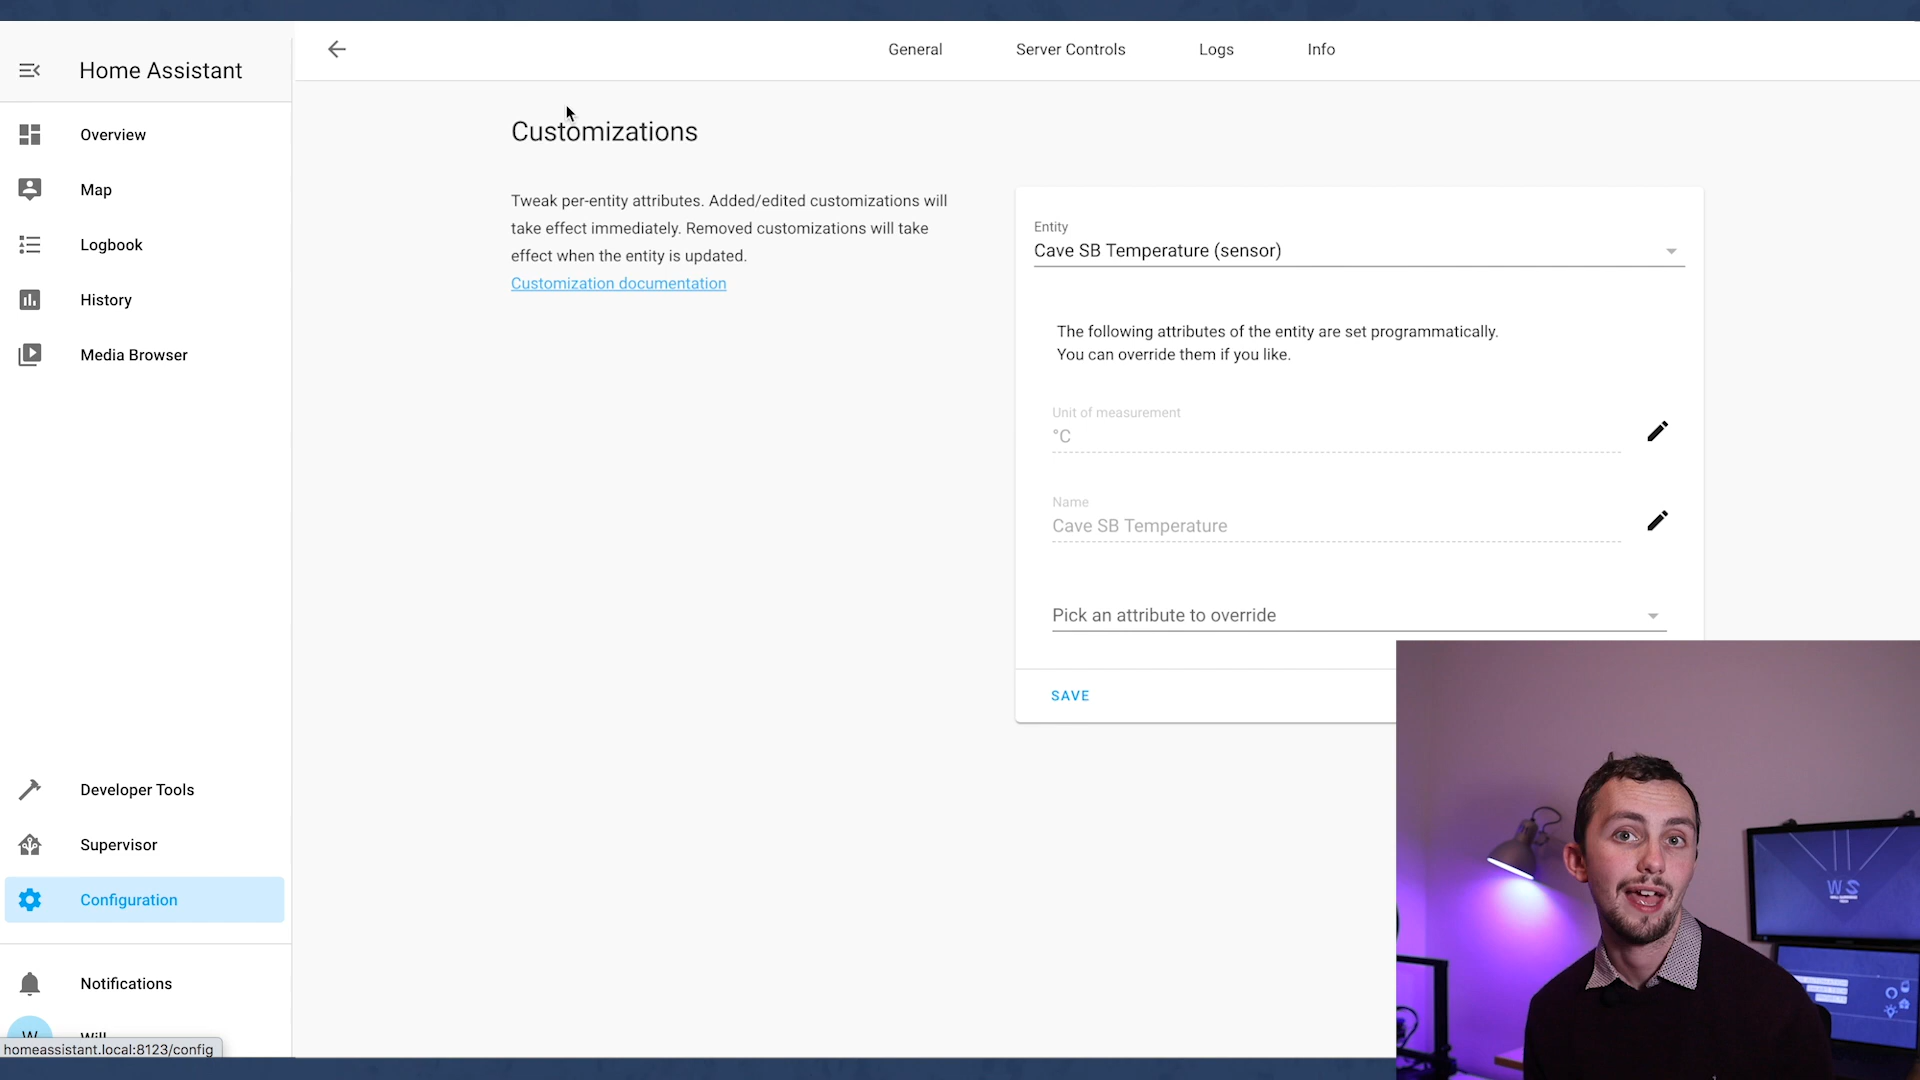 Home Assistant
General
Server Controls
Logs
Info
Overview
Map
Logbook
History
Media Browser
Developer Tools
Supervisor
Configuration
Notifications
W
Will
homeassistant.local:8123/config
Customizations
Tweak per-entity attributes. Added/edited customizations will
take effect immediately. Removed customizations will take
effect when the entity is updated.
Customization documentation
Entity
Cave SB Temperature (sensor)
The following attributes of the entity are set programmatically.
You can override them if you like.
Unit of measurement
°C
Name
Cave SB Temperature
Pick an attribute to override
SAVE
WS